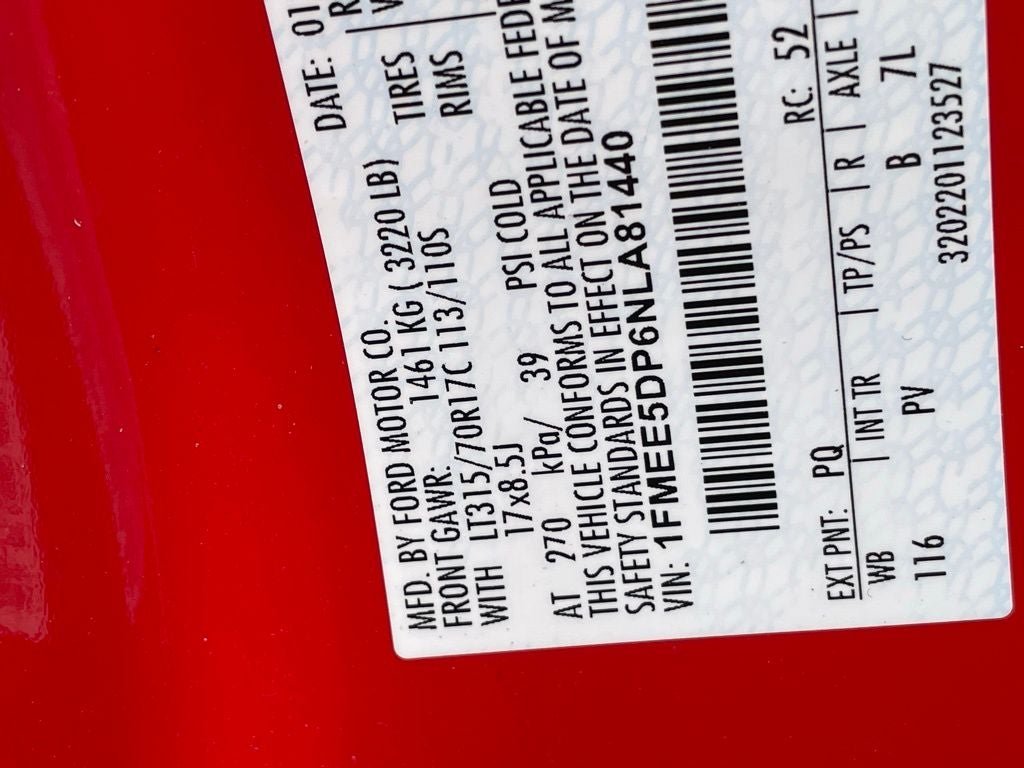 MFD. BY FORD MOTOR CO.
DATE: 01
FRONT GAWR: 1461 KG ( 3220 LB)
WITH LT315/70R17C 113/110S TIRES
17x8.5J RIMS
AT 270 kPa/ 39 PSI COLD
THIS VEHICLE CONFORMS TO ALL APPLICABLE
SAFETY STANDARDS IN EFFECT ON THE DATE OF
VIN: 1FMEE5DP6NLA81440
EXT PNT: PQ RC: 52
WB | INT TR | TP/PS | R | AXLE |
116 PV B 7L
3202201123527